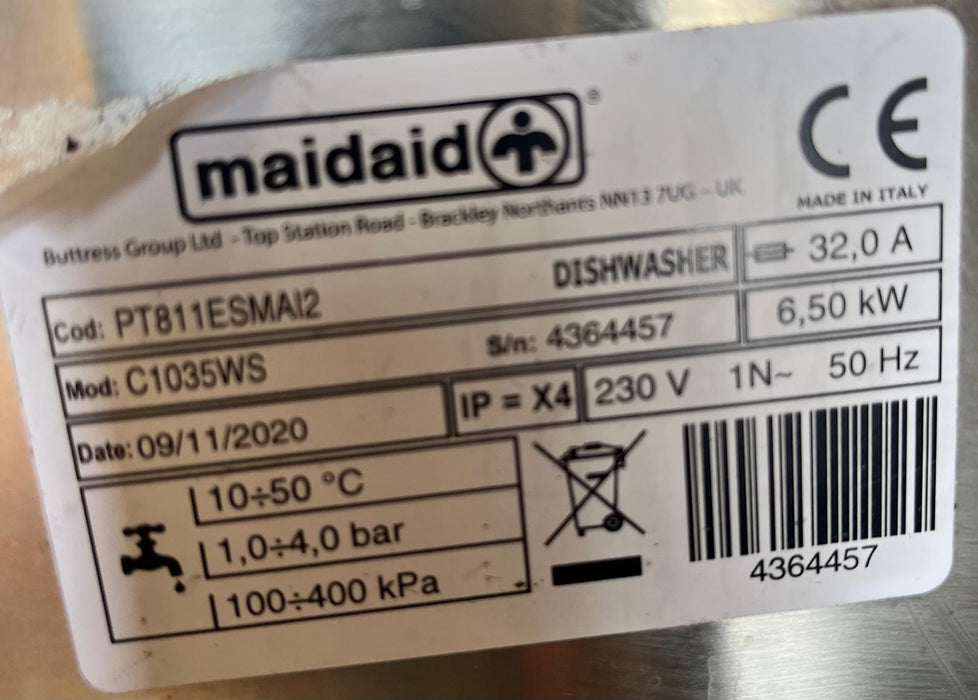 maidaid ®
CE
MADE IN ITALY
Buttress Group Ltd - Top Station Road - Brackley Northants NN13 7UG - UK
Cod: PT811ESMAI2 DISHWASHER 32,0 A
Mod: C1035WS S/n: 4364457 6,50 kW
Date: 09/11/2020 IP = X4 230 V 1N~ 50 Hz
10÷50 °C
1,0÷4,0 bar
100÷400 kPa
4364457